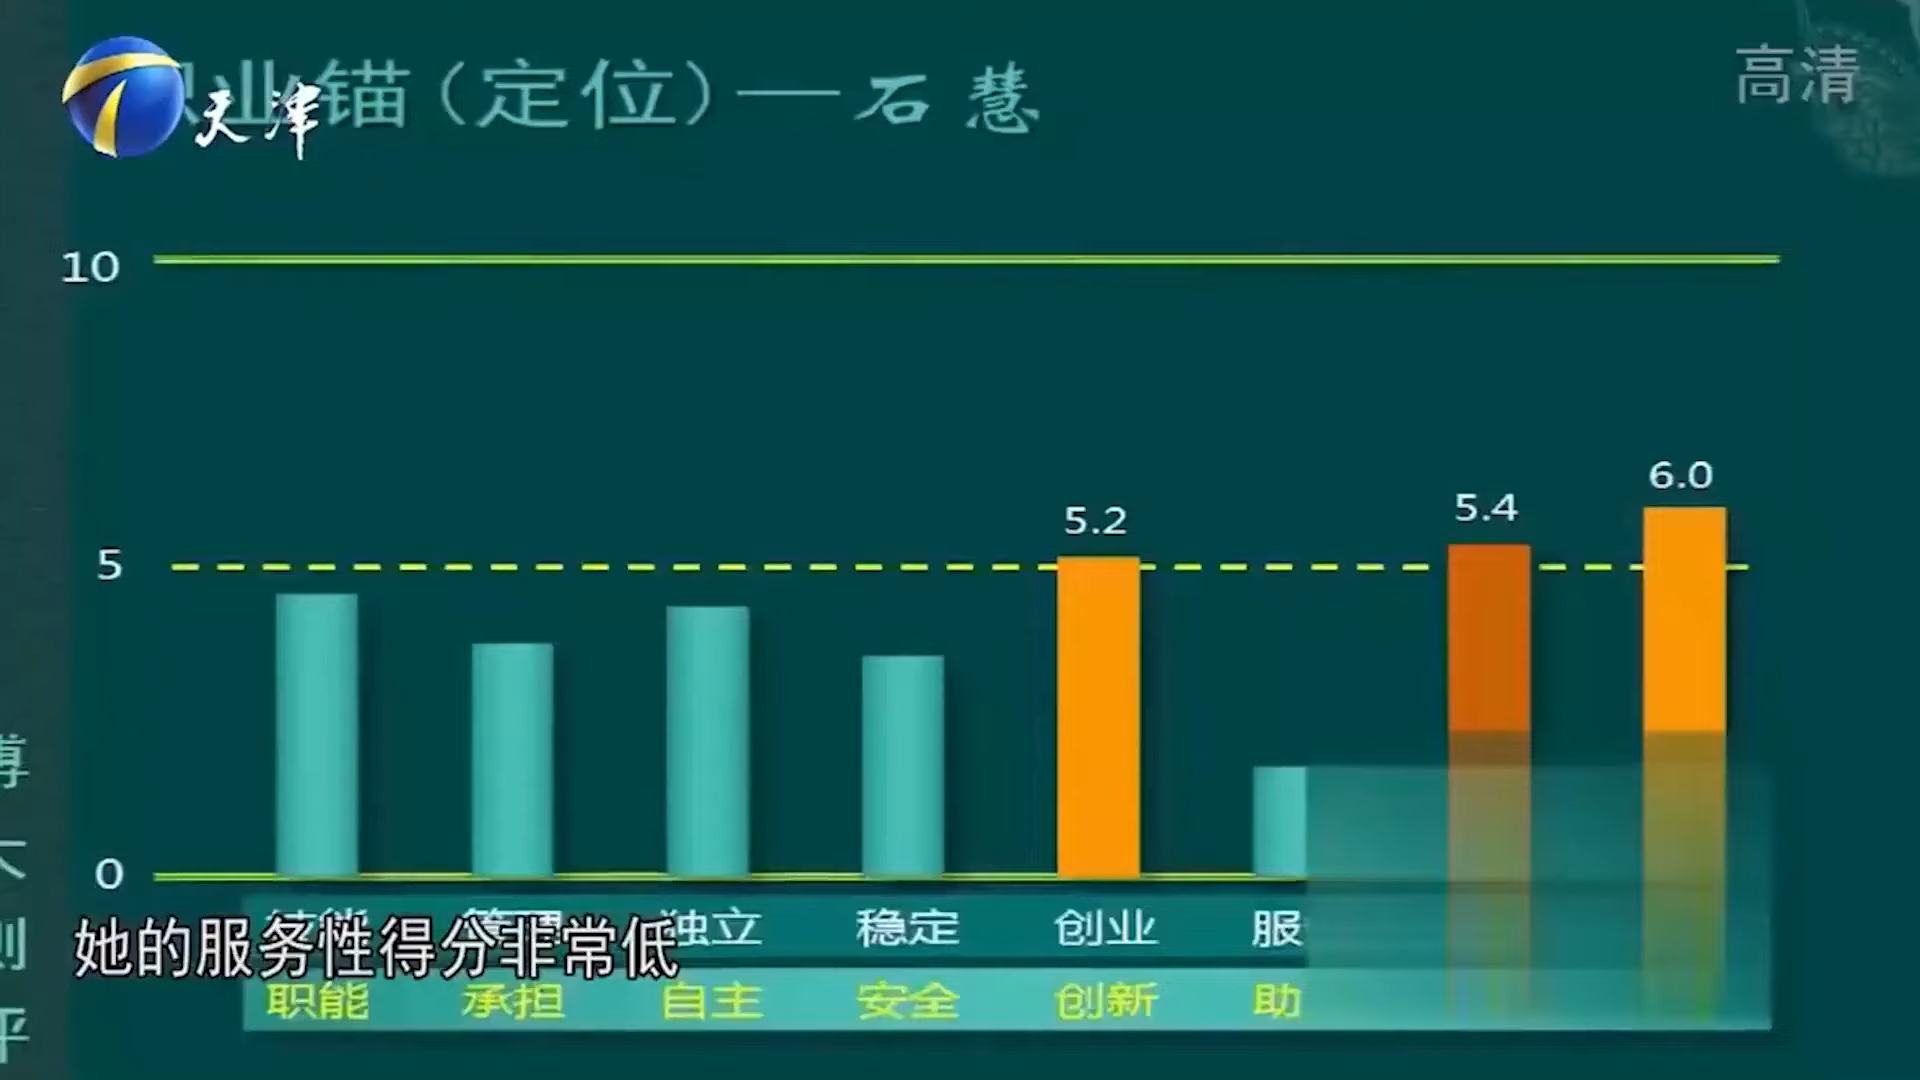 天津
业锚(定位)—石慧
高清
10
6.0
5.4
5.2
5
0
独立 稳定 创业 服
她的服务性得分非常低
职能 承担 自主 安全 创新 助